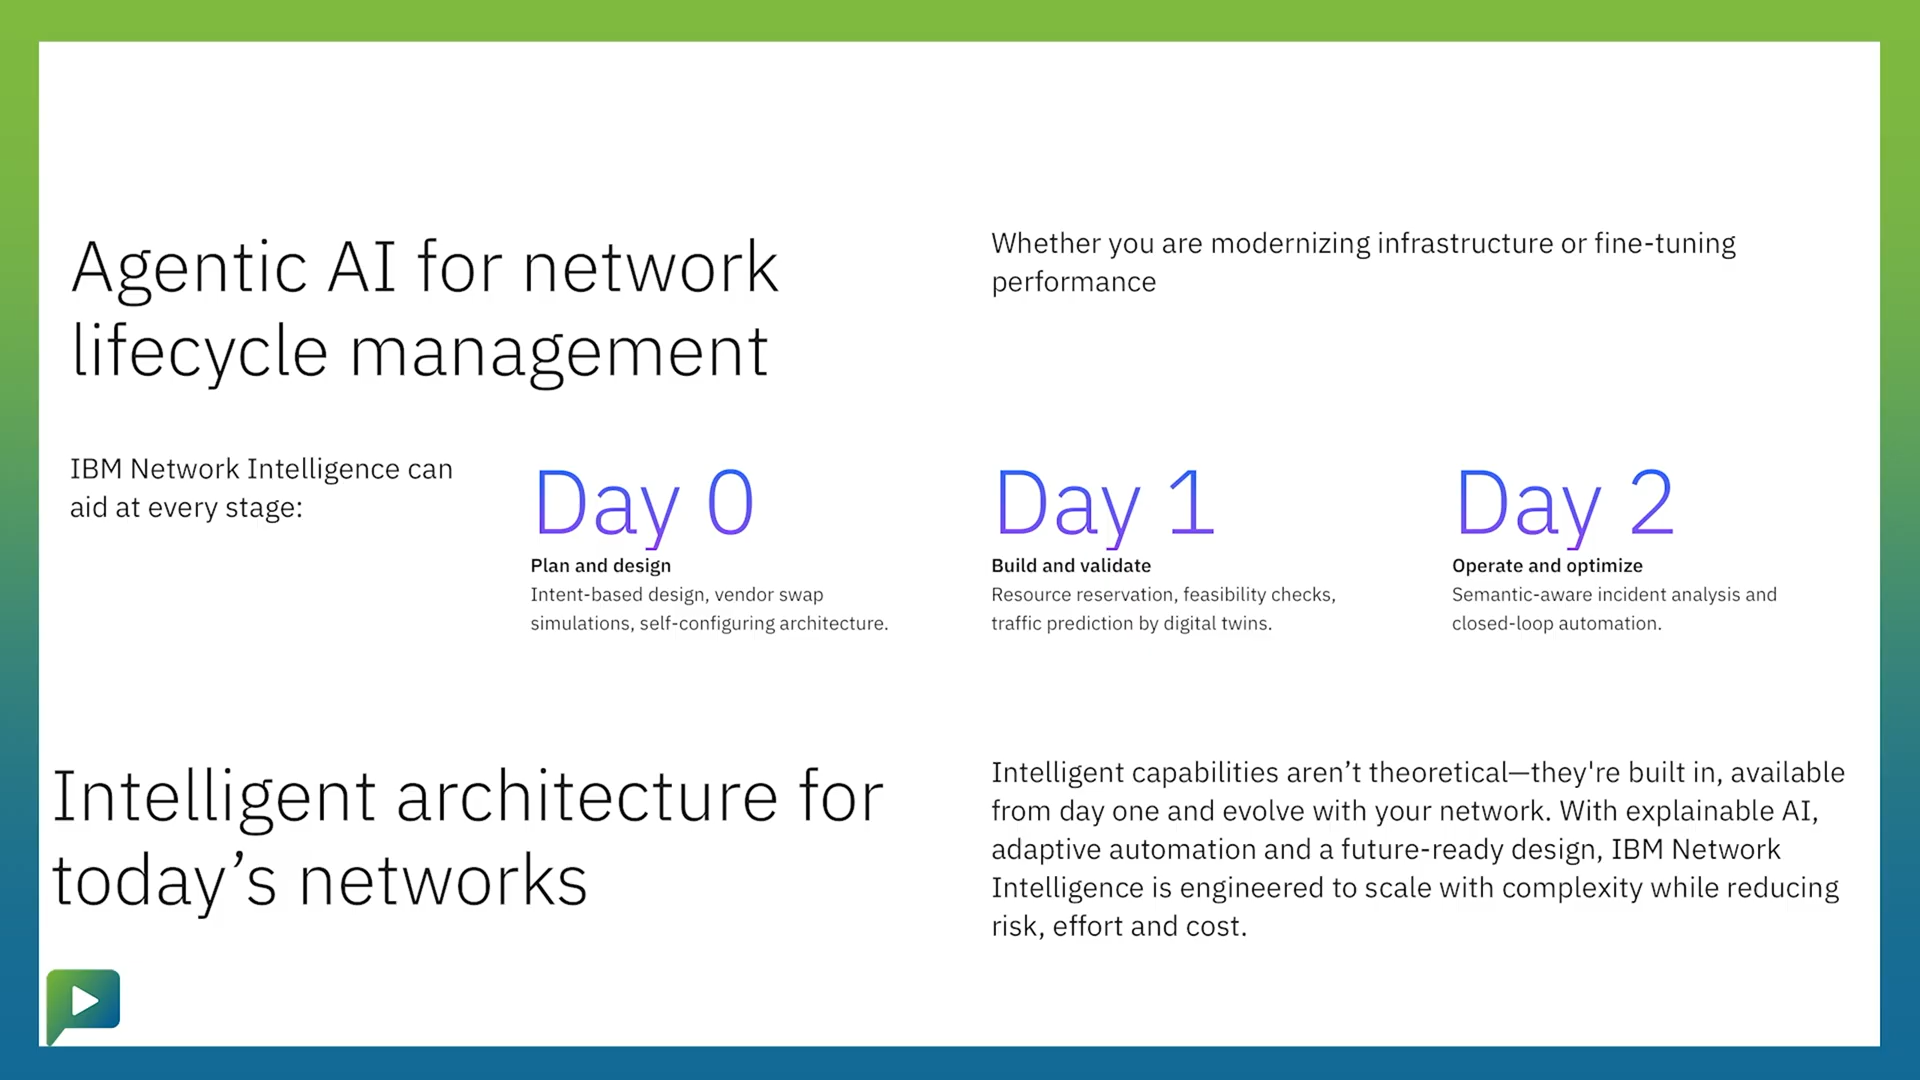 Agentic AI for network
lifecycle management
Whether you are modernizing infrastructure or fine-tuning
performance
IBM Network Intelligence can
aid at every stage:
Day 0
Plan and design
Intent-based design, vendor swap
simulations, self-configuring architecture.
Day 1
Build and validate
Resource reservation, feasibility checks,
traffic prediction by digital twins.
Day 2
Operate and optimize
Semantic-aware incident analysis and
closed-loop automation.
Intelligent architecture for
today’s networks
Intelligent capabilities aren’t theoretical—they're built in, available
from day one and evolve with your network. With explainable AI,
adaptive automation and a future-ready design, IBM Network
Intelligence is engineered to scale with complexity while reducing
risk, effort and cost.